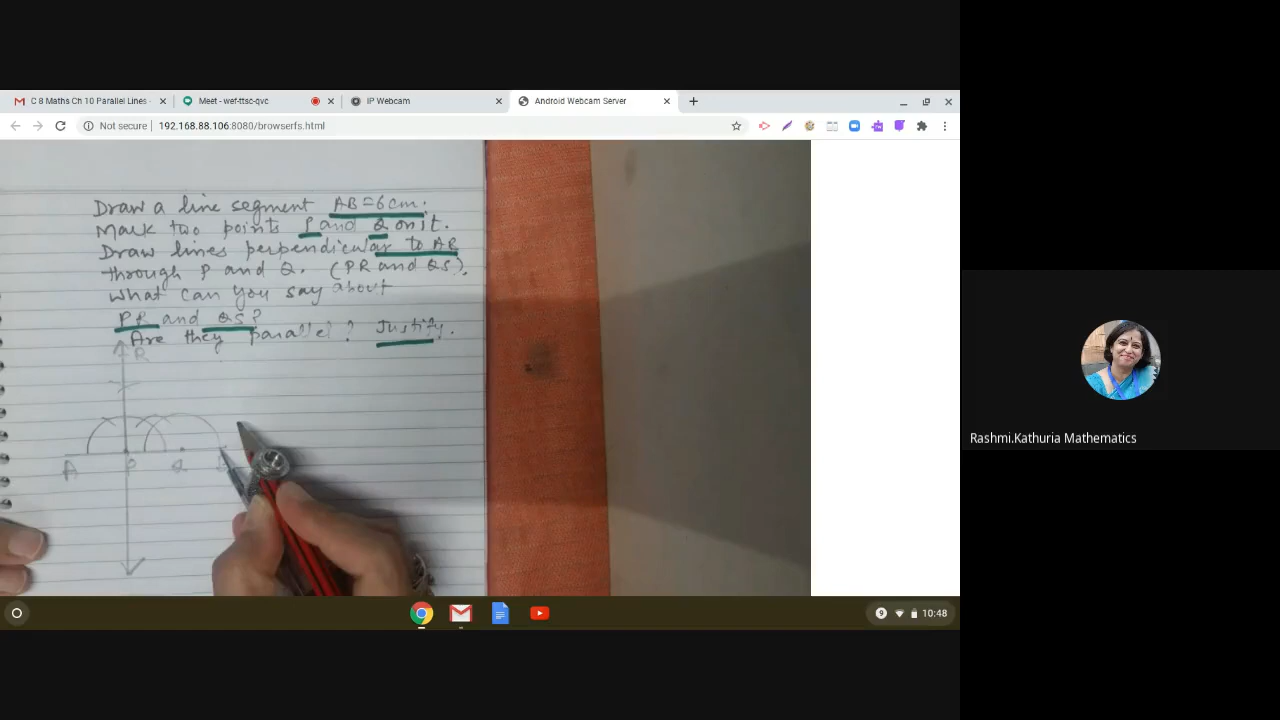 C 8 Maths Ch 10 Parallel Lines -
Meet - wef-ttsc-qvc
IP Webcam
Android Webcam Server
Not secure
192.168.88.106:8080/browserfs.html
Draw a line segment AB=6cm.
Mark two points P and Q on it.
Draw lines perpendicular to AB
through P and Q. (PR and QS).
What can you say about
PR and QS?
Are they parallel? Justify.
R
A P Q
Rashmi.Kathuria Mathematics
9
10:48